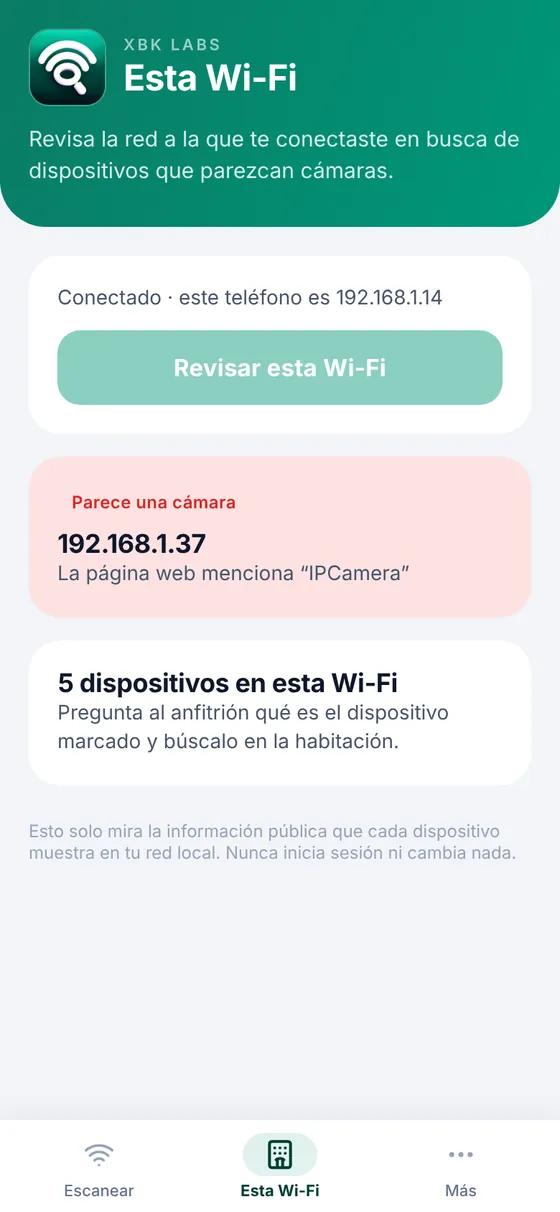 XBK LABS
Esta Wi-Fi
Revisa la red a la que te conectaste en busca de
dispositivos que parezcan cámaras.
Conectado · este teléfono es 192.168.1.14
Revisar esta Wi-Fi
Parece una cámara
192.168.1.37
La página web menciona “IPCamera”
5 dispositivos en esta Wi-Fi
Pregunta al anfitrión qué es el dispositivo
marcado y búscalo en la habitación.
Esto solo mira la información pública que cada dispositivo
muestra en tu red local. Nunca inicia sesión ni cambia nada.
Escanear
Esta Wi-Fi
Más